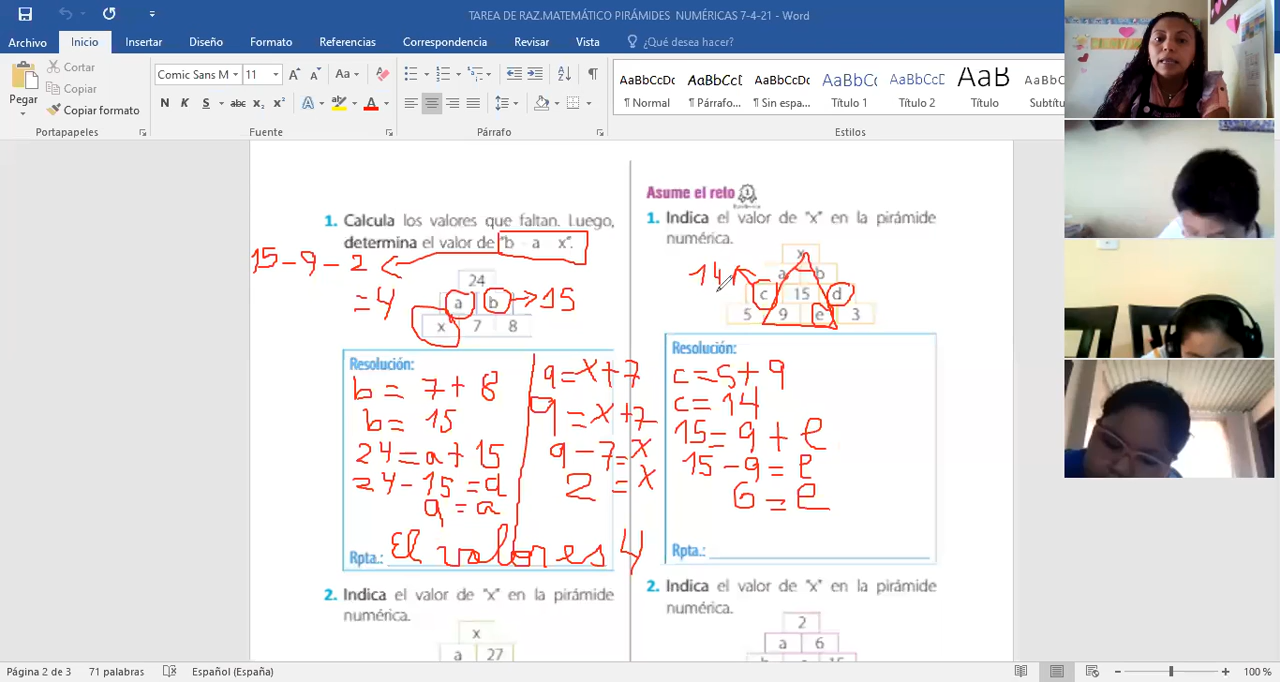 TAREA DE RAZ.MATEMÁTICO PIRÁMIDES NUMÉRICAS 7-4-21 - Word
Archivo Inicio Insertar Diseño Formato Referencias Correspondencia Revisar Vista ¿Qué desea hacer?
Pegar
Cortar
Copiar
Copiar formato
Portapapeles
Comic Sans M 11
Aa
N K S abc x₂ x²
A A
Fuente
Párrafo
AaBbCcDc AaBbCcDc AaBbCcDc AaBbCc AaBbCcD AaB AaBbCcD
¶ Normal ¶ Párrafo... ¶ Sin espa... Título 1 Título 2 Título Subtítu
Estilos
1. Calcula los valores que faltan. Luego,
determina el valor de "b a x".
15-9-2
= 4
24
a b → 15
x 7 8
Resolución:
b = 7+8
b = 15
24=a+15
24-15=a
9=a
a=x+7
9=x+7
9-7=x
2=x
Rpta.: El valor es 4
2. Indica el valor de "x" en la pirámide
numérica.
x
a 27
Asume el reto
1. Indica el valor de "x" en la pirámide
numérica.
14
x
a b
c 15 d
5 9 e 3
Resolución:
c=5+9
c=14
15=9+e
15-9=e
6=e
Rpta.:
2. Indica el valor de "x" en la pirámide
numérica.
2
a 6
Página 2 de 3 71 palabras Español (España) 100 %